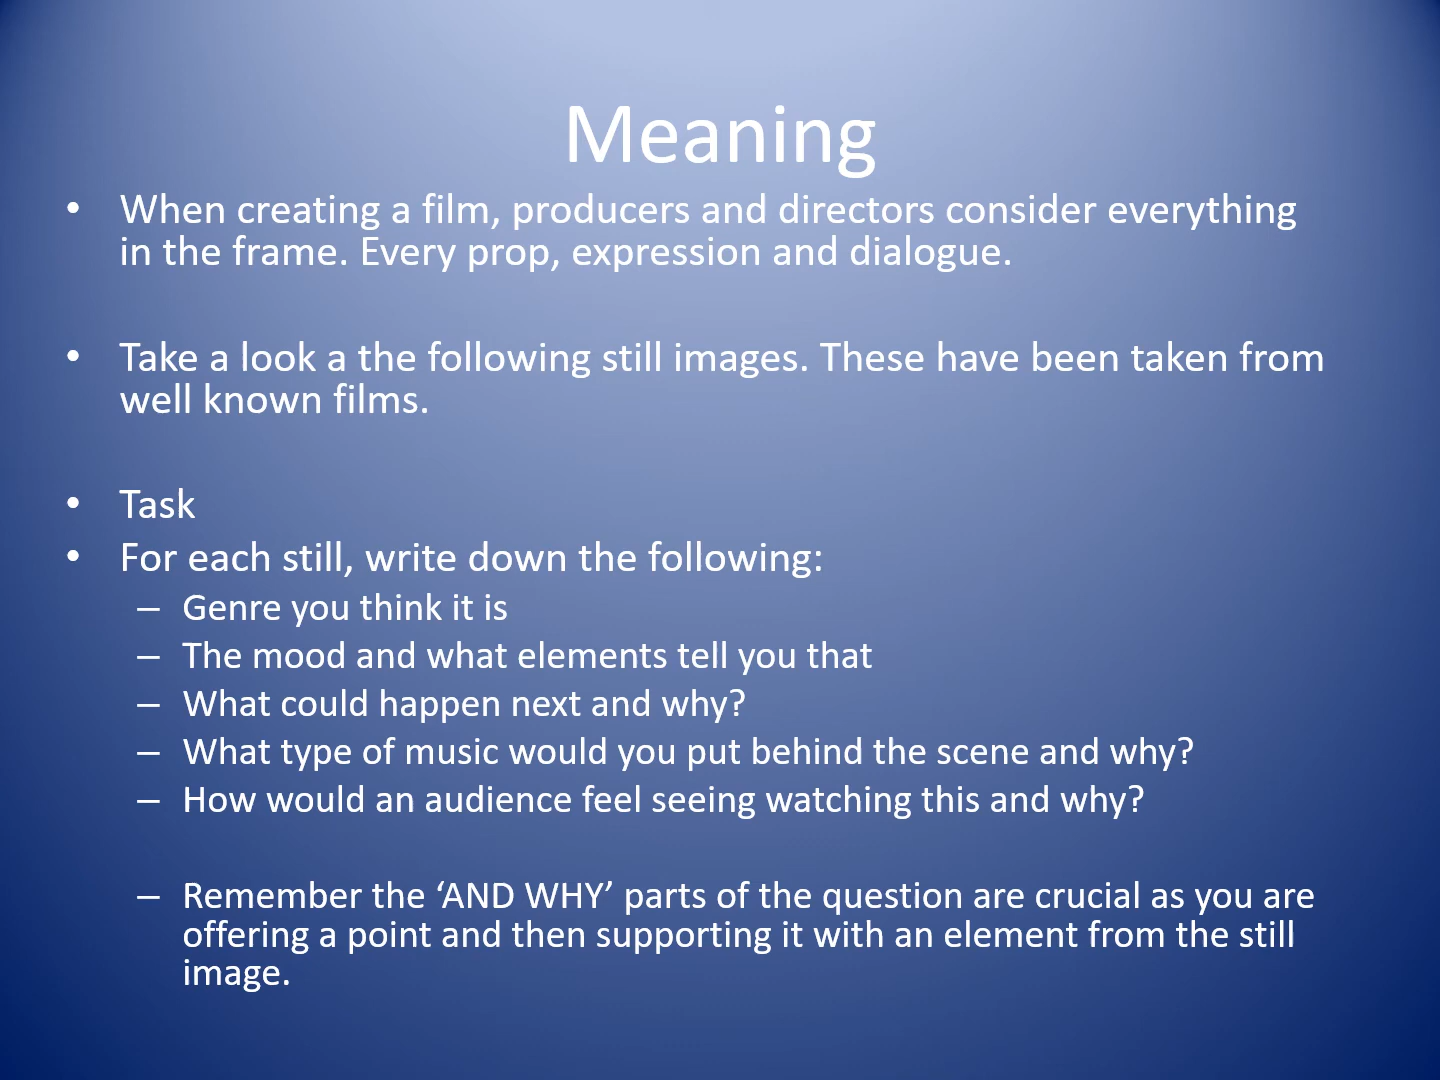 Meaning
• When creating a film, producers and directors consider everything
in the frame. Every prop, expression and dialogue.
• Take a look a the following still images. These have been taken from
well known films.
• Task
• For each still, write down the following:
– Genre you think it is
– The mood and what elements tell you that
– What could happen next and why?
– What type of music would you put behind the scene and why?
– How would an audience feel seeing watching this and why?
– Remember the ‘AND WHY’ parts of the question are crucial as you are
offering a point and then supporting it with an element from the still
image.